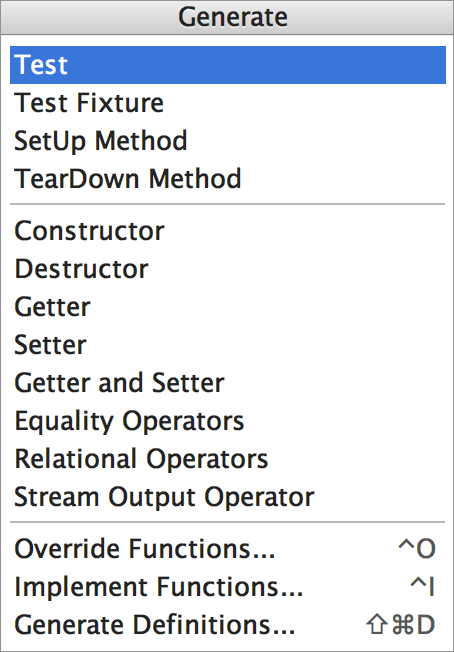 Generate
Test
Test Fixture
SetUp Method
TearDown Method
Constructor
Destructor
Getter
Setter
Getter and Setter
Equality Operators
Relational Operators
Stream Output Operator
Override Functions... ^O
Implement Functions... ^I
Generate Definitions... ⇧⌘D